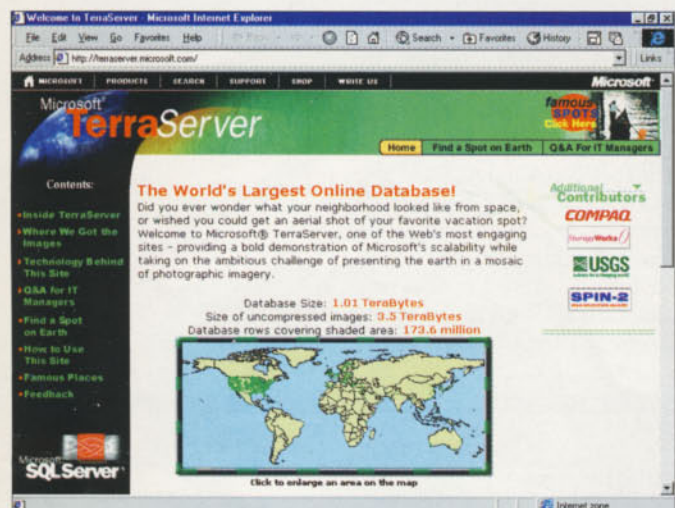 Welcome to TerraServer - Microsoft Internet Explorer
File Edit View Go Favorites Help
Search Favorites History
Address http://terraserver.microsoft.com/ Links
MICROSOFT PRODUCTS SEARCH SUPPORT SHOP WRITE US
Microsoft
Microsoft®
TerraServer
famous
SPOTS
Click Here
Home Find a Spot on Earth Q&A For IT Managers
Contents:
Inside TerraServer
Where We Got the
Images
Technology Behind
This Site
Q&A for IT
Managers
Find a Spot
on Earth
How to Use
This Site
Famous Places
Feedback
Microsoft
SQL Server
The World's Largest Online Database!
Did you ever wonder what your neighborhood looked like from space,
or wished you could get an aerial shot of your favorite vacation spot?
Welcome to Microsoft® TerraServer, one of the Web's most engaging
sites – providing a bold demonstration of Microsoft's scalability while
taking on the ambitious challenge of presenting the earth in a mosaic
of photographic imagery.
Database Size: 1.01 TeraBytes
Size of uncompressed images: 3.5 TeraBytes
Database rows covering shaded area: 173.6 million
Click to enlarge an area on the map
Additional
Contributors
COMPAQ
StorageWorks
USGS
SPIN-2
Internet zone